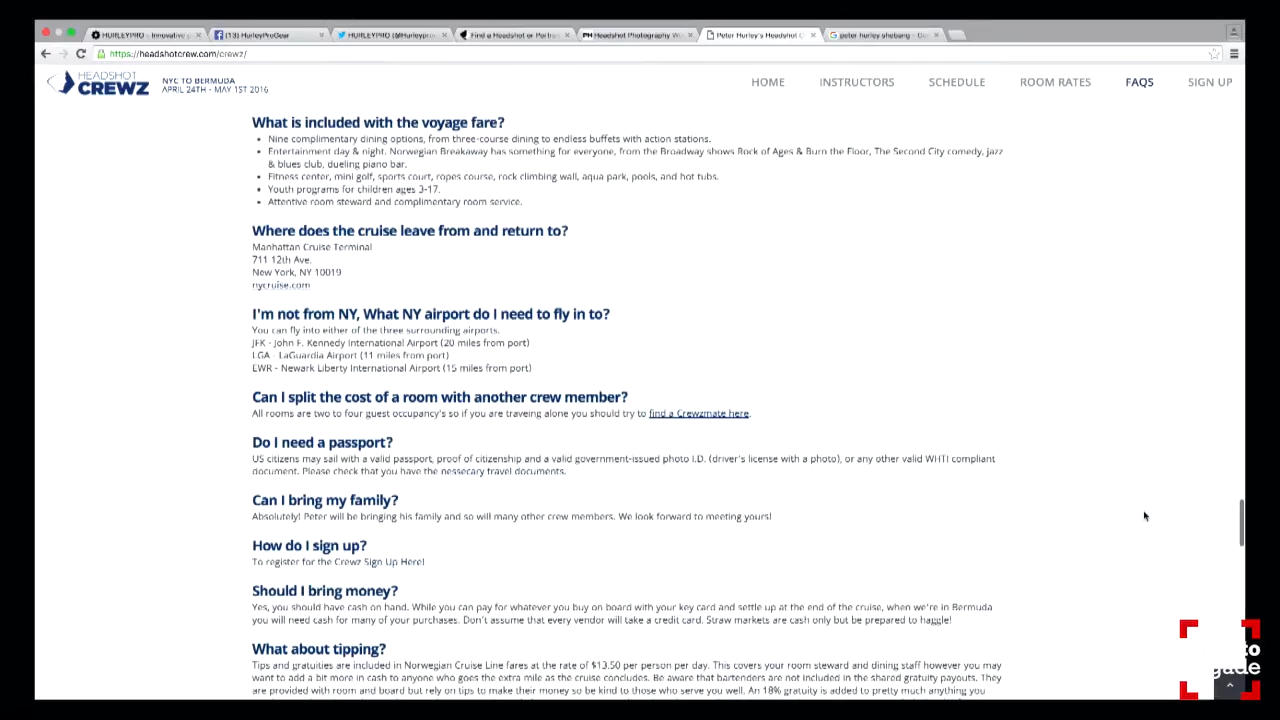 HURLEYPRO - Innovative p
(13) HurleyProGear
HURLEYPRO (@Hurleypro
Find a Headshot or Portra
Headshot Photography W
Peter Hurley's Headshot C
peter hurley shebang - G
https://headshotcrew.com/crewz/
HEADSHOT CREWZ
NYC TO BERMUDA
APRIL 24TH - MAY 1ST 2016
HOME INSTRUCTORS SCHEDULE ROOM RATES FAQS SIGN UP
What is included with the voyage fare?
• Nine complimentary dining options, from three-course dining to endless buffets with action stations.
• Entertainment day & night. Norwegian Breakaway has something for everyone, from the Broadway shows Rock of Ages & Burn the Floor, The Second City comedy, jazz
& blues club, dueling piano bar.
• Fitness center, mini golf, sports court, ropes course, rock climbing wall, aqua park, pools, and hot tubs.
• Youth programs for children ages 3-17.
• Attentive room steward and complimentary room service.
Where does the cruise leave from and return to?
Manhattan Cruise Terminal
711 12th Ave.
New York, NY 10019
nycruise.com
I'm not from NY, What NY airport do I need to fly in to?
You can fly into either of the three surrounding airports.
JFK - John F. Kennedy International Airport (20 miles from port)
LGA - LaGuardia Airport (11 miles from port)
EWR - Newark Liberty International Airport (15 miles from port)
Can I split the cost of a room with another crew member?
All rooms are two to four guest occupancy's so if you are traveing alone you should try to find a Crewzmate here.
Do I need a passport?
US citizens may sail with a valid passport, proof of citizenship and a valid government-issued photo I.D. (driver's license with a photo), or any other valid WHTI compliant
document. Please check that you have the nessecary travel documents.
Can I bring my family?
Absolutely! Peter will be bringing his family and so will many other crew members. We look forward to meeting yours!
How do I sign up?
To register for the Crewz Sign Up Here!
Should I bring money?
Yes, you should have cash on hand. While you can pay for whatever you buy on board with your key card and settle up at the end of the cruise, when we're in Bermuda
you will need cash for many of your purchases. Don't assume that every vendor will take a credit card. Straw markets are cash only but be prepared to haggle!
What about tipping?
Tips and gratuities are included in Norwegian Cruise Line fares at the rate of $13.50 per person per day. This covers your room steward and dining staff however you may
want to add a bit more in cash to anyone who goes the extra mile as the cruise concludes. Be aware that bartenders are not included in the shared gratuity payouts. They
are provided with room and board but rely on tips to make their money so be kind to those who serve you well. An 18% gratuity is added to pretty much anything you